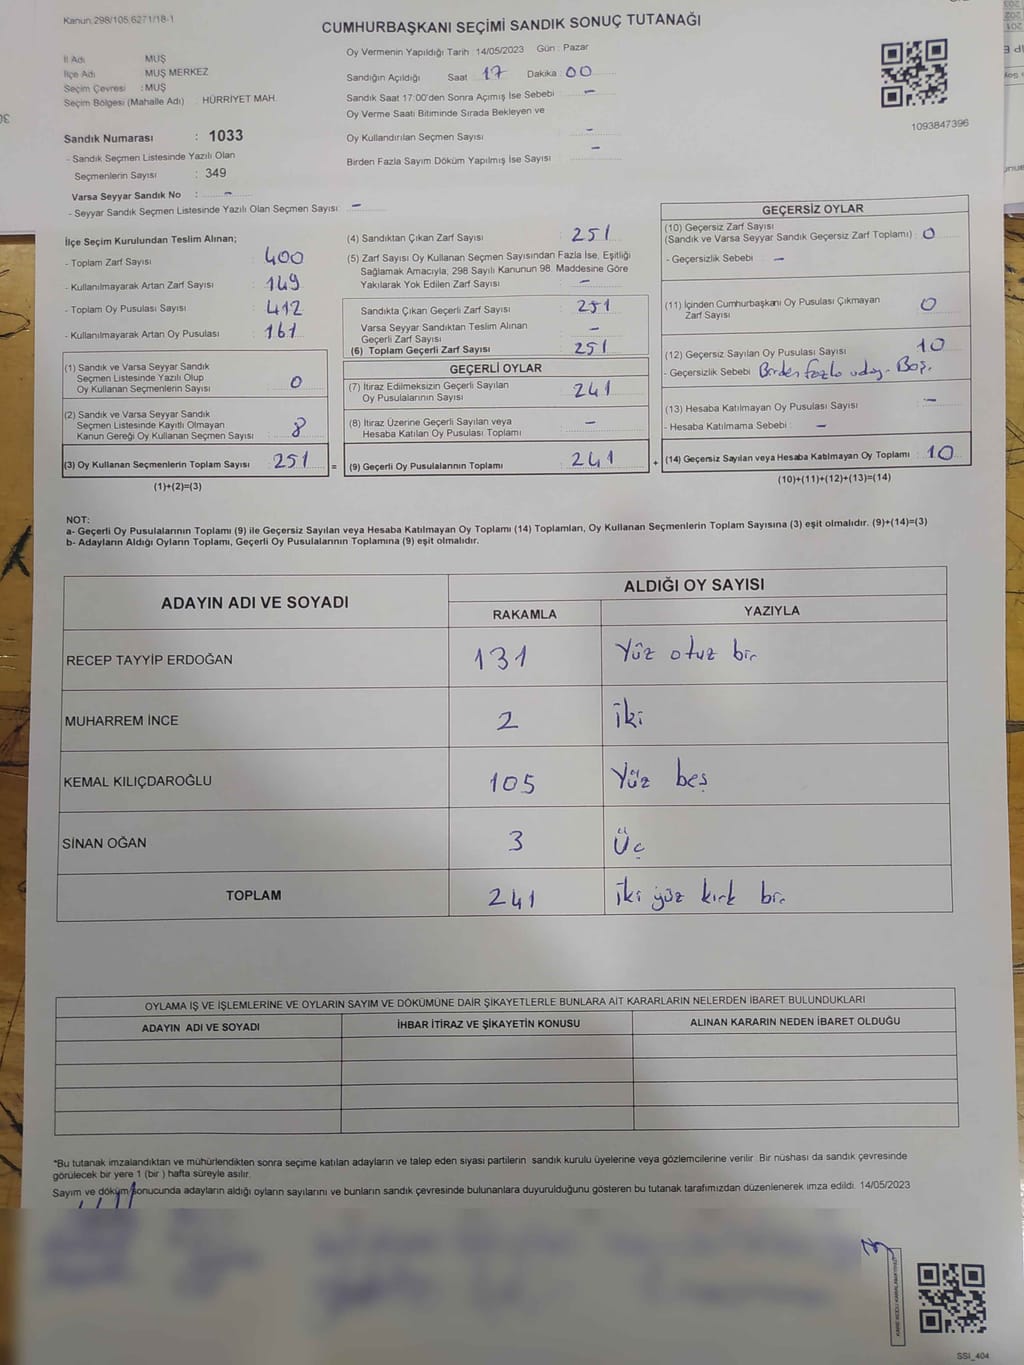 Kanun:298/105,6271/18-1
CUMHURBAŞKANI SEÇİMİ SANDIK SONUÇ TUTANAĞI
İl Adı MUŞ
İlçe Adı MUŞ MERKEZ
Seçim Çevresi : MUŞ
Seçim Bölgesi (Mahalle Adı) : HÜRRİYET MAH.
Sandık Numarası : 1033
- Sandık Seçmen Listesinde Yazılı Olan
Seçmenlerin Sayısı : 349
Varsa Seyyar Sandık No : -
- Seyyar Sandık Seçmen Listesinde Yazılı Olan Seçmen Sayısı: -
Oy Vermenin Yapıldığı Tarih : 14/05/2023 Gün : Pazar
Sandığın Açıldığı Saat 17 Dakika : 00
Sandık Saat 17:00'den Sonra Açımış İse Sebebi : -
Oy Verme Saati Bitiminde Sırada Bekleyen ve
Oy Kullandırılan Seçmen Sayısı : -
Birden Fazla Sayım Döküm Yapılmış İse Sayısı : -
1093847396
İlçe Seçim Kurulundan Teslim Alınan;
- Toplam Zarf Sayısı : 400
- Kullanılmayarak Artan Zarf Sayısı : 149
- Toplam Oy Pusulası Sayısı : 412
- Kullanılmayarak Artan Oy Pusulası : 161
(1) Sandık ve Varsa Seyyar Sandık
Seçmen Listesinde Yazılı Olup
Oy Kullanan Seçmenlerin Sayısı : 0
(2) Sandık ve Varsa Seyyar Sandık
Seçmen Listesinde Kayıtlı Olmayan
Kanun Gereği Oy Kullanan Seçmen Sayısı : 8
(3) Oy Kullanan Seçmenlerin Toplam Sayısı : 251 =
(1)+(2)=(3)
(4) Sandıktan Çıkan Zarf Sayısı : 251
(5) Zarf Sayısı Oy Kullanan Seçmen Sayısından Fazla İse, Eşitliği
Sağlamak Amacıyla, 298 Sayılı Kanunun 98. Maddesine Göre
Yakılarak Yok Edilen Zarf Sayısı : -
Sandıkta Çıkan Geçerli Zarf Sayısı : 251
Varsa Seyyar Sandıktan Teslim Alınan
Geçerli Zarf Sayısı : -
(6) Toplam Geçerli Zarf Sayısı : 251
GEÇERLİ OYLAR
(7) İtiraz Edilmeksizin Geçerli Sayılan
Oy Pusulalarının Sayısı : 241
(8) İtiraz Üzerine Geçerli Sayılan veya
Hesaba Katılan Oy Pusulası Toplamı : -
(9) Geçerli Oy Pusulalarının Toplamı : 241 +
GEÇERSİZ OYLAR
(10) Geçersiz Zarf Sayısı
(Sandık ve Varsa Seyyar Sandık Geçersiz Zarf Toplamı) : 0
- Geçersizlik Sebebi : -
(11) İçinden Cumhurbaşkanı Oy Pusulası Çıkmayan
Zarf Sayısı : 0
(12) Geçersiz Sayılan Oy Pusulası Sayısı : 10
- Geçersizlik Sebebi : Birden fazla aday - Boş.
(13) Hesaba Katılmayan Oy Pusulası Sayısı : -
- Hesaba Katılmama Sebebi : -
(14) Geçersiz Sayılan veya Hesaba Katılmayan Oy Toplamı : 10
(10)+(11)+(12)+(13)=(14)
NOT:
a- Geçerli Oy Pusulalarının Toplamı (9) ile Geçersiz Sayılan veya Hesaba Katılmayan Oy Toplamı (14) Toplamları, Oy Kullanan Seçmenlerin Toplam Sayısına (3) eşit olmalıdır. (9)+(14)=(3)
b- Adayların Aldığı Oyların Toplamı, Geçerli Oy Pusulalarının Toplamına (9) eşit olmalıdır.
ADAYIN ADI VE SOYADI ALDIĞI OY SAYISI
RAKAMLA YAZIYLA
RECEP TAYYİP ERDOĞAN 131 Yüz otuz bir
MUHARREM İNCE 2 İki
KEMAL KILIÇDAROĞLU 105 Yüz beş
SİNAN OĞAN 3 Üç
TOPLAM 241 İki yüz kırk bir
OYLAMA İŞ VE İŞLEMLERİNE VE OYLARIN SAYIM VE DÖKÜMÜNE DAİR ŞİKAYETLERLE BUNLARA AİT KARARLARIN NELERDEN İBARET BULUNDUKLARI
ADAYIN ADI VE SOYADI İHBAR İTİRAZ VE ŞİKAYETİN KONUSU ALINAN KARARIN NEDEN İBARET OLDUĞU
*Bu tutanak imzalandıktan ve mühürlendikten sonra seçime katılan adayların ve talep eden siyasi partilerin sandık kurulu üyelerine veya gözlemcilerine verilir. Bir nüshası da sandık çevresinde
görülecek bir yere 1 (bir ) hafta süreyle asılır.
Sayım ve döküm sonucunda adayların aldığı oyların sayılarını ve bunların sandık çevresinde bulunanlara duyurulduğunu gösteren bu tutanak tarafımızdan düzenlenerek imza edildi. 14/05/2023
SSI_404